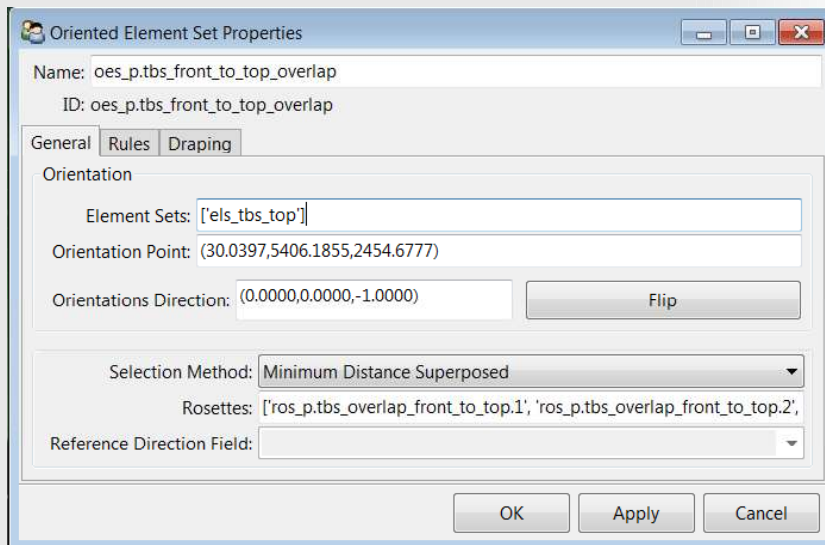 Oriented Element Set Properties
Name: oes_p.tbs_front_to_top_overlap
ID: oes_p.tbs_front_to_top_overlap
General Rules Draping
Orientation
Element Sets: ['els_tbs_top']
Orientation Point: (30.0397,5406.1855,2454.6777)
Orientations Direction: (0.0000,0.0000,-1.0000) Flip
Selection Method: Minimum Distance Superposed
Rosettes: ['ros_p.tbs_overlap_front_to_top.1', 'ros_p.tbs_overlap_front_to_top.2',
Reference Direction Field:
OK Apply Cancel